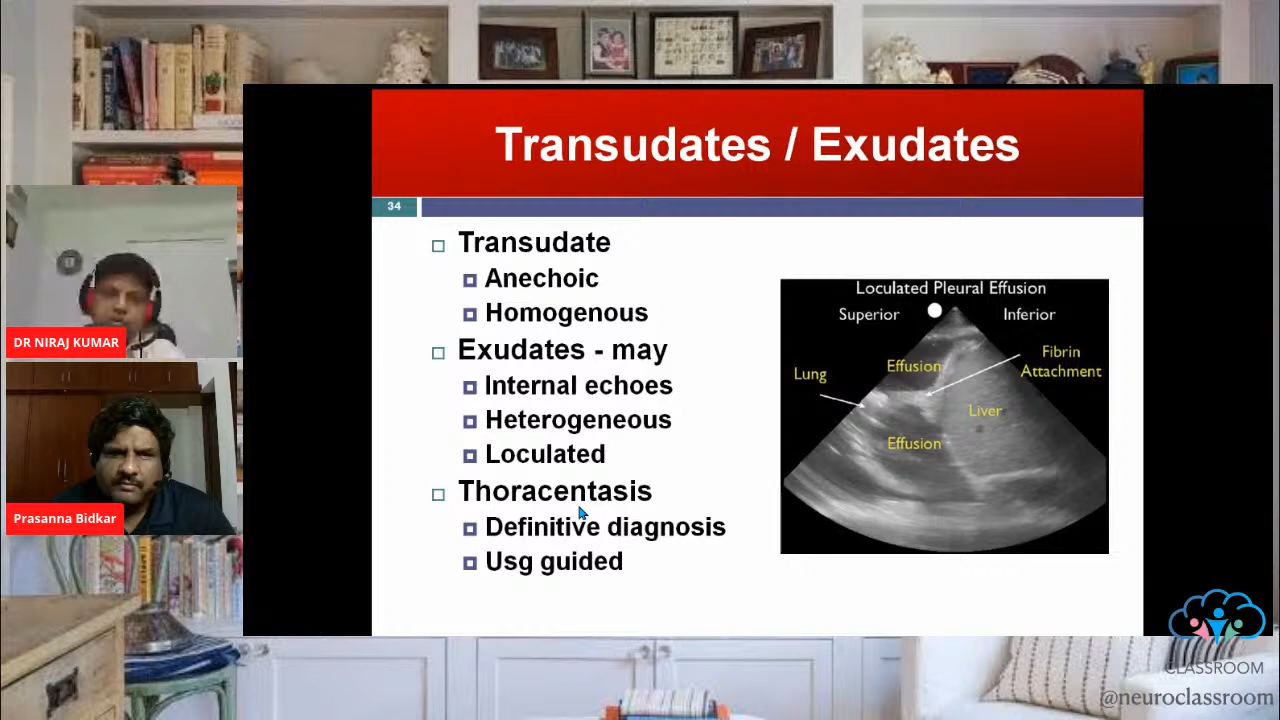 Transudates / Exudates
34
Transudate
Anechoic
Homogenous
Exudates - may
Internal echoes
Heterogeneous
Loculated
Thoracentasis
Definitive diagnosis
Usg guided
Loculated Pleural Effusion
Superior
Inferior
Effusion
Fibrin
Attachment
Lung
Liver
Effusion
DR NIRAJ KUMAR
Prasanna Bidkar
CLASSROOM
@neuroclassroom